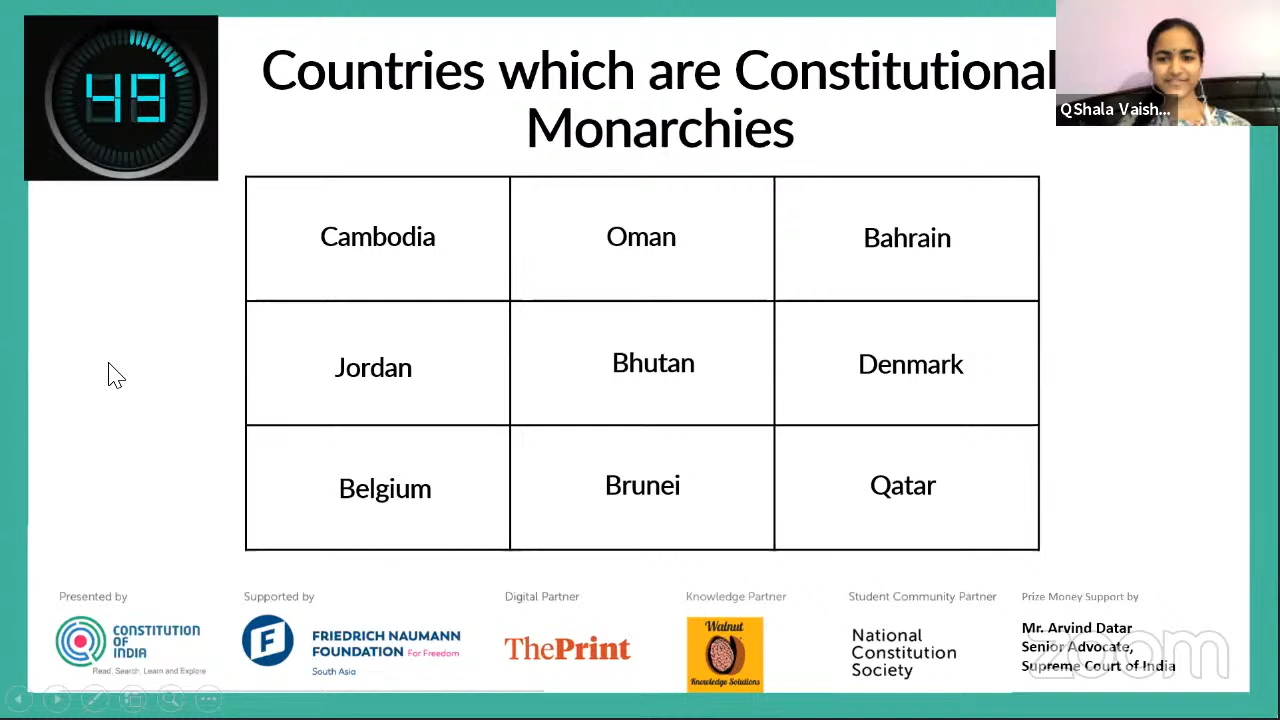 49
Countries which are Constitutional
Monarchies
QShala Vaish...
Cambodia
Oman
Bahrain
Jordan
Bhutan
Denmark
Belgium
Brunei
Qatar
Presented by
CONSTITUTION
OF
INDIA
Read, Search, Learn and Explore
Supported by
F
FRIEDRICH NAUMANN
FOUNDATION For Freedom
South Asia
Digital Partner
ThePrint
Knowledge Partner
Walnut
Knowledge Solutions
Student Community Partner
National
Constitution
Society
Prize Money Support by
Mr. Arvind Datar
Senior Advocate,
Supreme Court of India
zoom